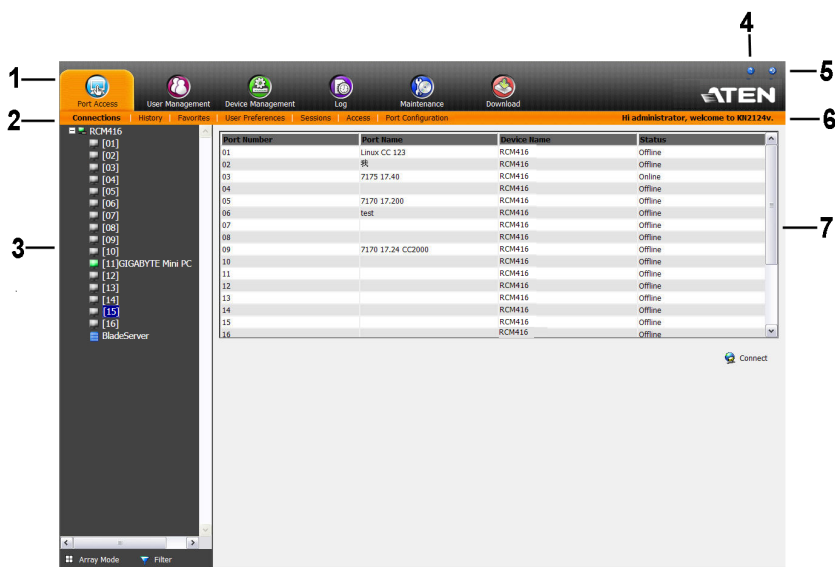 4
1
5
Port Access User Management Device Management Log Maintenance Download
ATEN
2
Connections History Favorites User Preferences Sessions Access Port Configuration Hi administrator, welcome to KN2124v.
6
3
RCM416
[01]
[02]
[03]
[04]
[05]
[06]
[07]
[08]
[09]
[10]
[11]GIGABYTE Mini PC
[12]
[13]
[14]
[15]
[16]
BladeServer
Array Mode Filter
Port Number Port Name Device Name Status
01 Linux CC 123 RCM416 Offline
02 我 RCM416 Offline
03 7175 17.40 RCM416 Online
04 RCM416 Offline
05 7170 17.200 RCM416 Offline
06 test RCM416 Offline
07 RCM416 Offline
08 RCM416 Offline
09 7170 17.24 CC2000 RCM416 Offline
10 RCM416 Offline
11 RCM416 Offline
12 RCM416 Offline
13 RCM416 Offline
14 RCM416 Offline
15 RCM416 Offline
16 RCM416 Offline
7
Connect